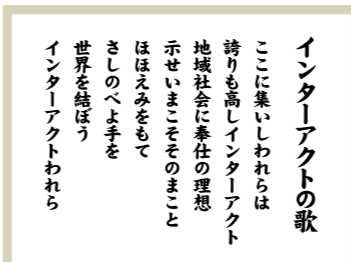 インターアクトの歌
ここに集いしわれらは
誇りも高しインターアクト
地域社会に奉仕の理想
示せいまこそそのまこと
ほほえみをもて
さしのべよ手を
世界を結ぼう
インターアクトわれら